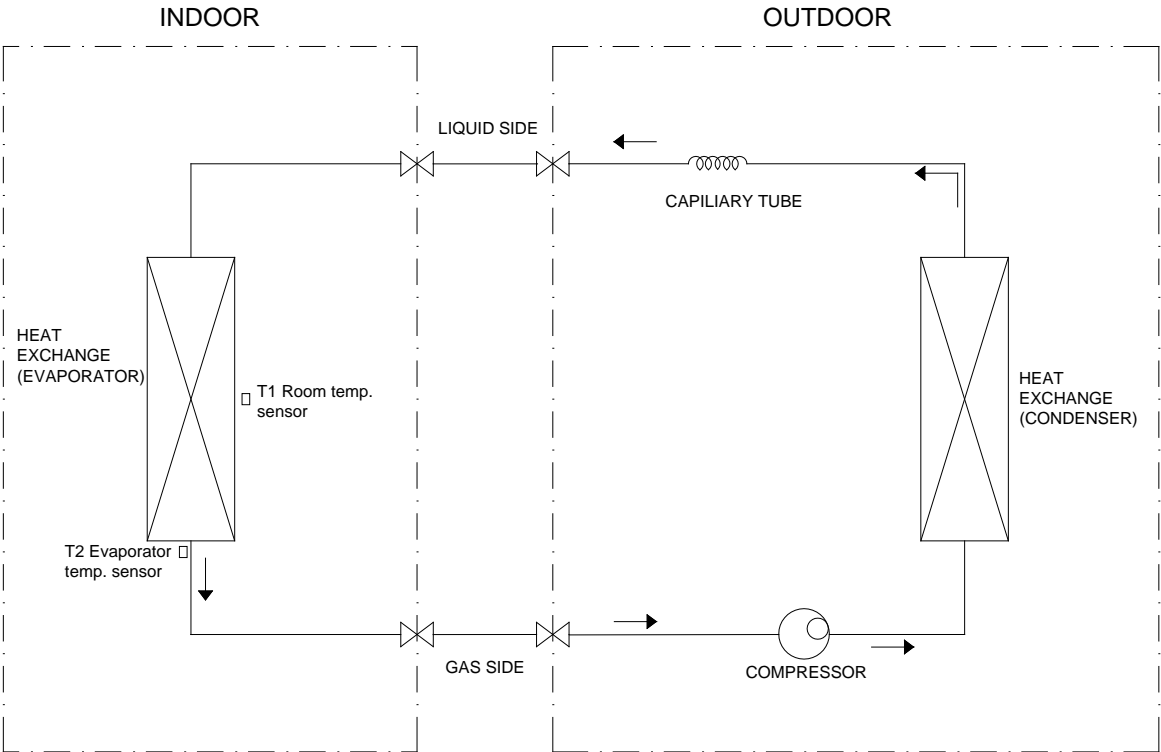 INDOOR
OUTDOOR
LIQUID SIDE
CAPILIARY TUBE
HEAT
EXCHANGE
(EVAPORATOR)
T1 Room temp.
sensor
HEAT
EXCHANGE
(CONDENSER)
T2 Evaporator
temp. sensor
GAS SIDE
COMPRESSOR